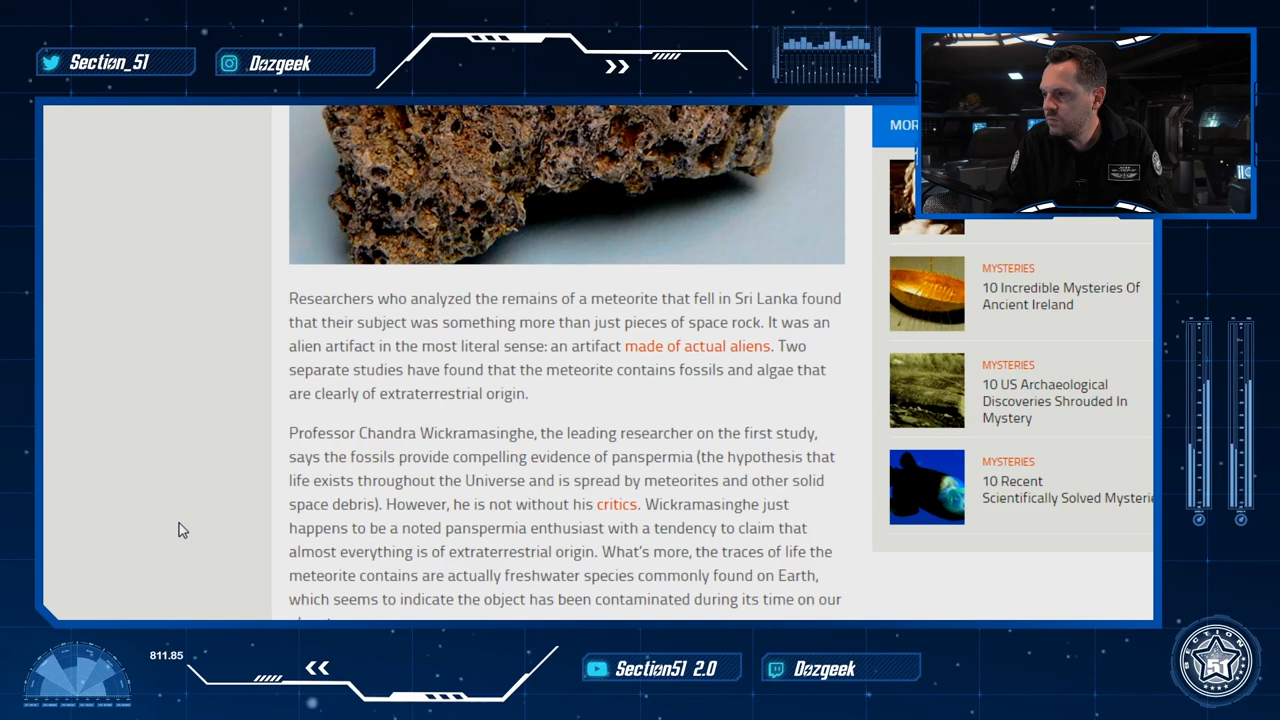 Section_51
Dazgeek
MOR
Researchers who analyzed the remains of a meteorite that fell in Sri Lanka found
that their subject was something more than just pieces of space rock. It was an
alien artifact in the most literal sense: an artifact made of actual aliens. Two
separate studies have found that the meteorite contains fossils and algae that
are clearly of extraterrestrial origin.
Professor Chandra Wickramasinghe, the leading researcher on the first study,
says the fossils provide compelling evidence of panspermia (the hypothesis that
life exists throughout the Universe and is spread by meteorites and other solid
space debris). However, he is not without his critics. Wickramasinghe just
happens to be a noted panspermia enthusiast with a tendency to claim that
almost everything is of extraterrestrial origin. What's more, the traces of life the
meteorite contains are actually freshwater species commonly found on Earth,
which seems to indicate the object has been contaminated during its time on our
MYSTERIES
10 Incredible Mysteries Of
Ancient Ireland
MYSTERIES
10 US Archaeological
Discoveries Shrouded In
Mystery
MYSTERIES
10 Recent
Scientifically Solved Mysterie
811.85
Section51 2.0
Dazgeek
SECTION
51